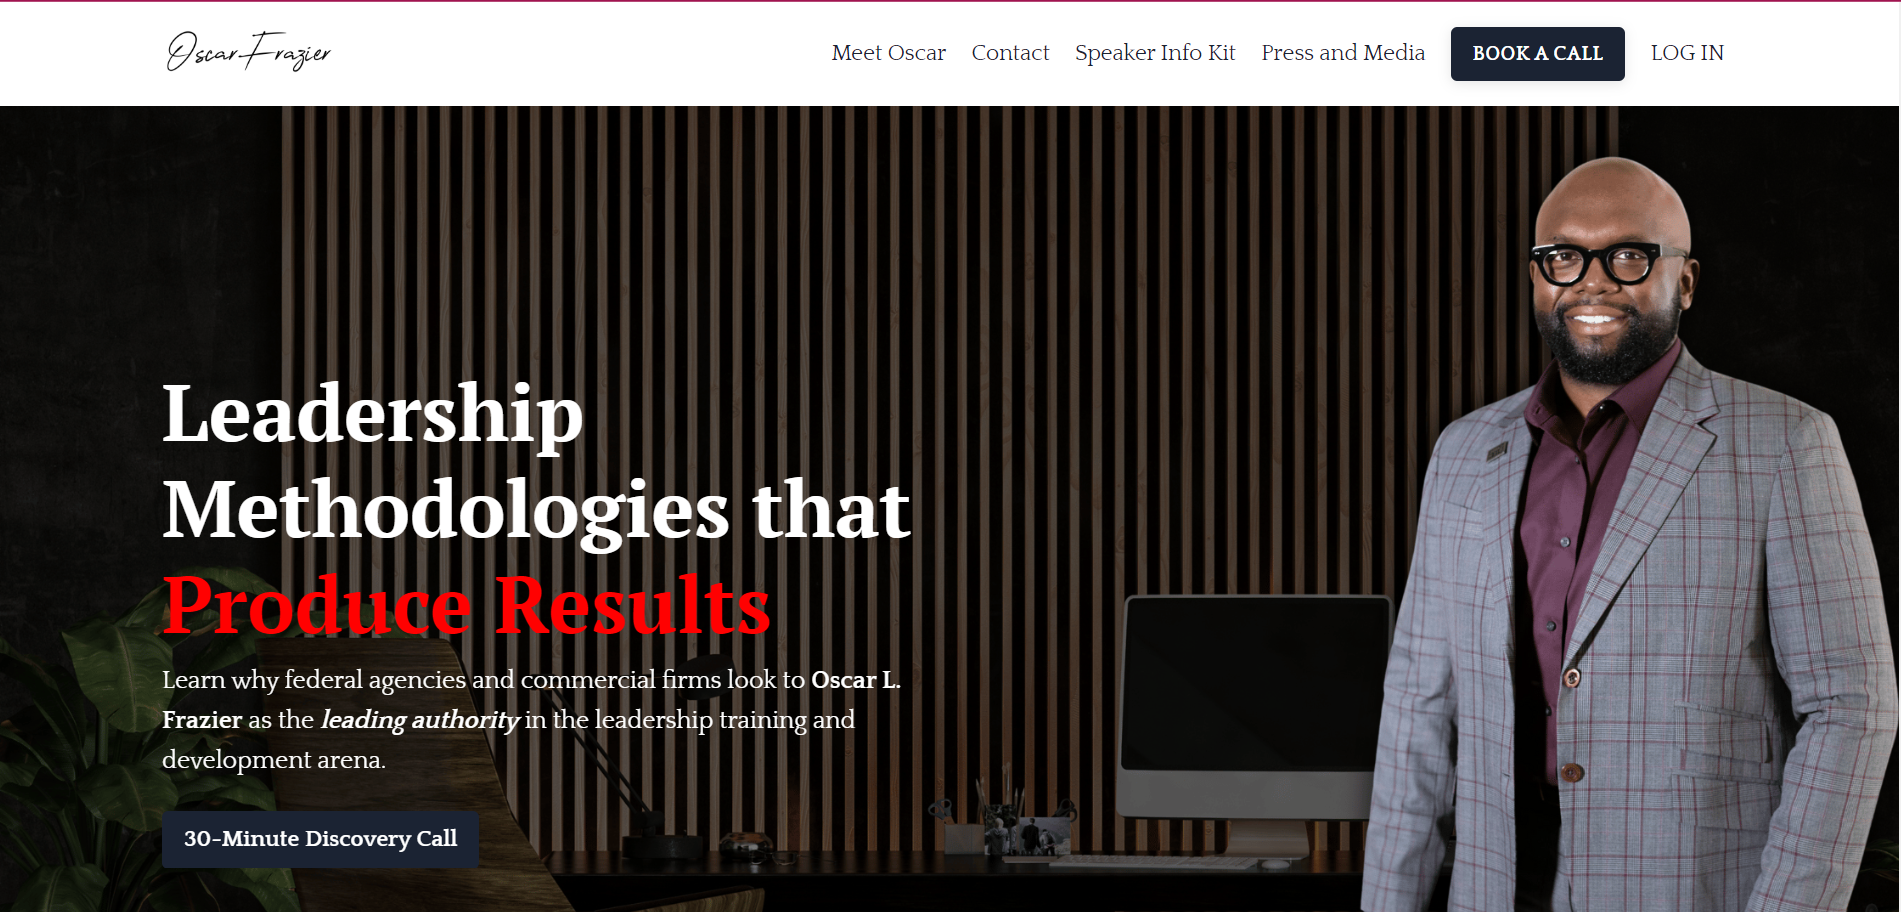 Oscar Frazier
Meet Oscar
Contact
Speaker Info Kit
Press and Media
BOOK A CALL
LOG IN
Leadership
Methodologies that
Produce Results
Learn why federal agencies and commercial firms look to Oscar L.
Frazier as the leading authority in the leadership training and
development arena.
30-Minute Discovery Call